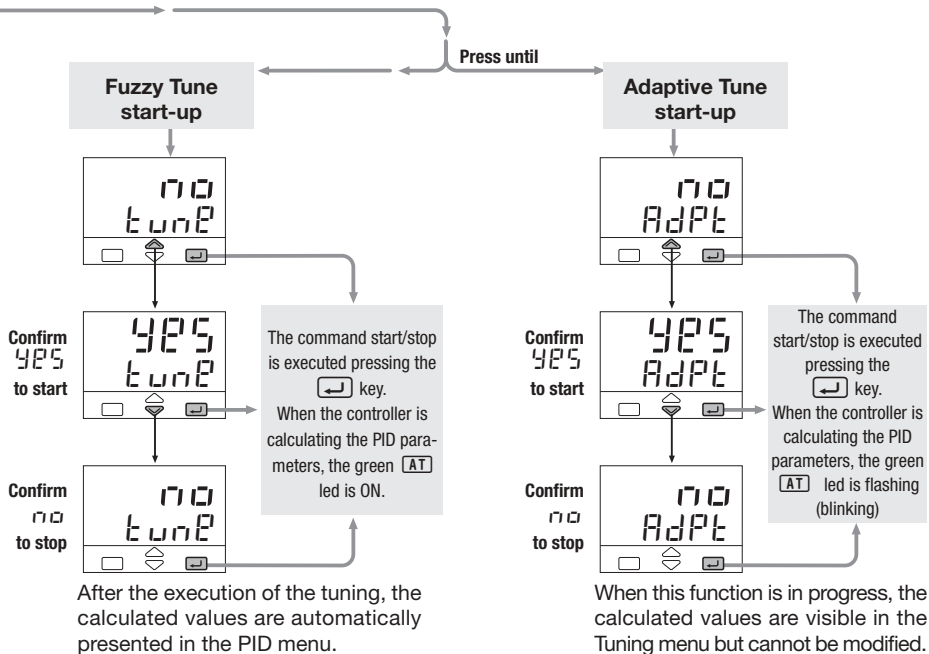 Press until
Fuzzy Tune
start-up
no
tune
Confirm
YES
to start
YES
tune
The command start/stop
is executed pressing the
key.
When the controller is
calculating the PID para-
meters, the green AT
led is ON.
Confirm
no
to stop
no
tune
After the execution of the tuning, the
calculated values are automatically
presented in the PID menu.
Adaptive Tune
start-up
no
AdPt
Confirm
YES
to start
YES
AdPt
The command
start/stop is executed
pressing the
key.
When the controller is
calculating the PID
parameters, the green
AT led is flashing
(blinking)
Confirm
no
to stop
no
AdPt
When this function is in progress, the
calculated values are visible in the
Tuning menu but cannot be modified.